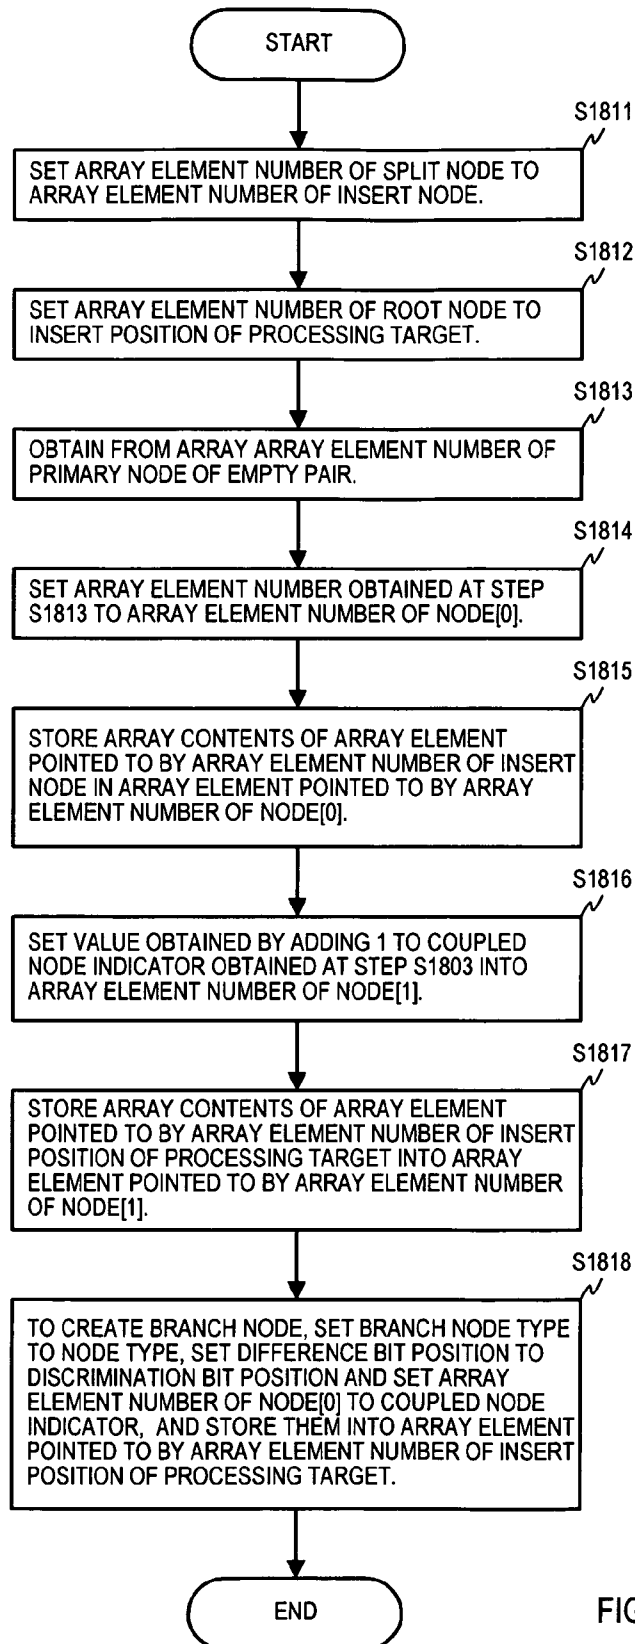 START
S1811
SET ARRAY ELEMENT NUMBER OF SPLIT NODE TO
ARRAY ELEMENT NUMBER OF INSERT NODE.
S1812
SET ARRAY ELEMENT NUMBER OF ROOT NODE TO
INSERT POSITION OF PROCESSING TARGET.
S1813
OBTAIN FROM ARRAY ARRAY ELEMENT NUMBER OF
PRIMARY NODE OF EMPTY PAIR.
S1814
SET ARRAY ELEMENT NUMBER OBTAINED AT STEP
S1813 TO ARRAY ELEMENT NUMBER OF NODE[0].
S1815
STORE ARRAY CONTENTS OF ARRAY ELEMENT
POINTED TO BY ARRAY ELEMENT NUMBER OF INSERT
NODE IN ARRAY ELEMENT POINTED TO BY ARRAY
ELEMENT NUMBER OF NODE[0].
S1816
SET VALUE OBTAINED BY ADDING 1 TO COUPLED
NODE INDICATOR OBTAINED AT STEP S1803 INTO
ARRAY ELEMENT NUMBER OF NODE[1].
S1817
STORE ARRAY CONTENTS OF ARRAY ELEMENT
POINTED TO BY ARRAY ELEMENT NUMBER OF INSERT
POSITION OF PROCESSING TARGET INTO ARRAY
ELEMENT POINTED TO BY ARRAY ELEMENT NUMBER
OF NODE[1].
S1818
TO CREATE BRANCH NODE, SET BRANCH NODE TYPE
TO NODE TYPE, SET DIFFERENCE BIT POSITION TO
DISCRIMINATION BIT POSITION AND SET ARRAY
ELEMENT NUMBER OF NODE[0] TO COUPLED NODE
INDICATOR, AND STORE THEM INTO ARRAY ELEMENT
POINTED TO BY ARRAY ELEMENT NUMBER OF INSERT
POSITION OF PROCESSING TARGET.
END